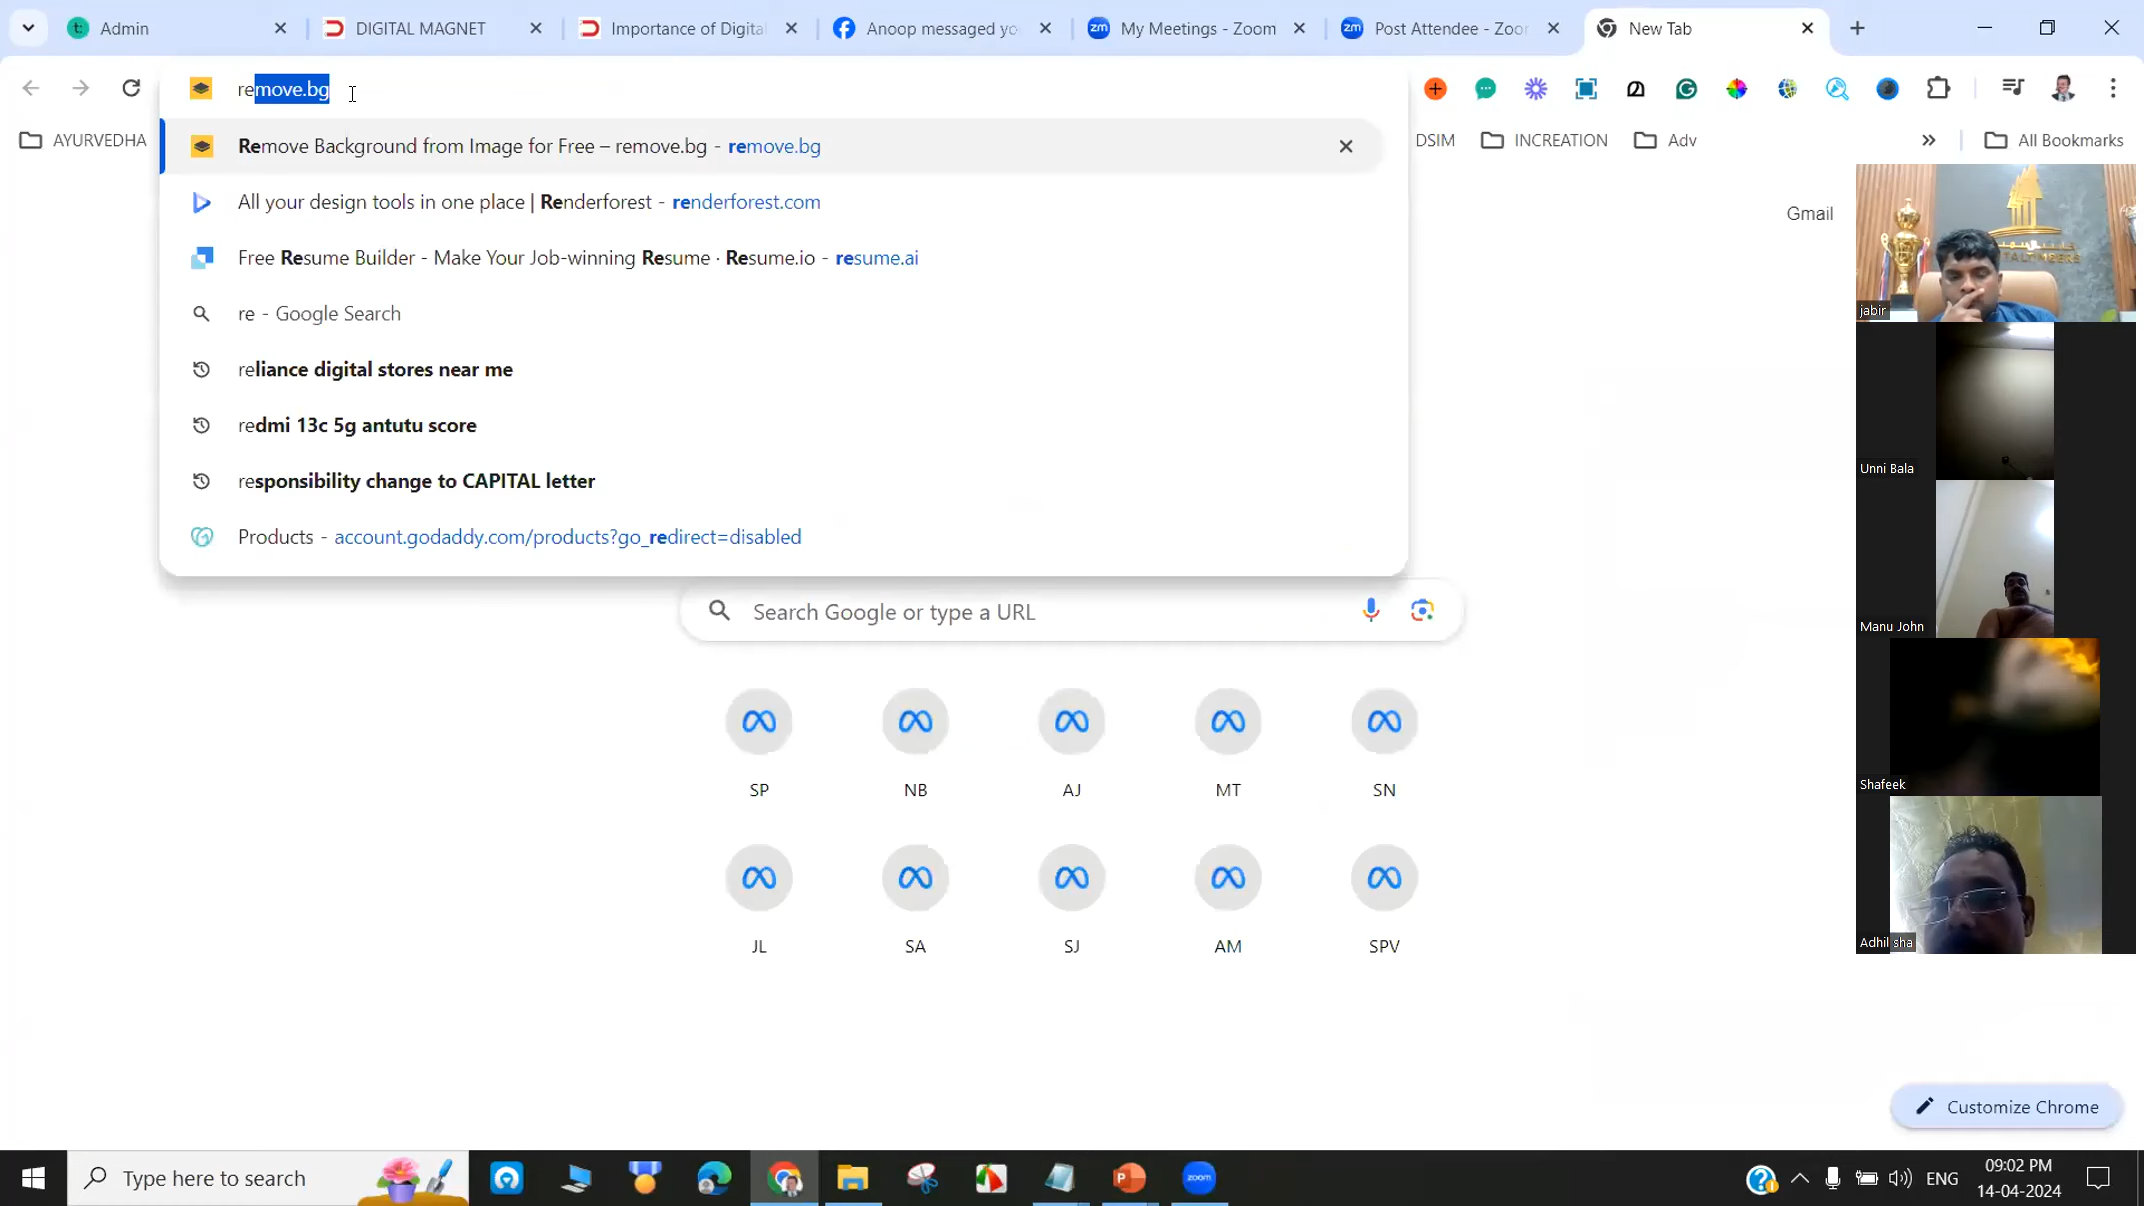 Admin
DIGITAL MAGNET
Importance of Digital
Anoop messaged yo
My Meetings - Zoom
Post Attendee - Zoor
New Tab
remove.bg
AYURVEDHA
DSIM
INCREATION
Adv
All Bookmarks
Remove Background from Image for Free – remove.bg - remove.bg
All your design tools in one place | Renderforest - renderforest.com
Free Resume Builder - Make Your Job-winning Resume · Resume.io - resume.ai
re - Google Search
reliance digital stores near me
redmi 13c 5g antutu score
responsibility change to CAPITAL letter
Products - account.godaddy.com/products?go_redirect=disabled
Gmail
Search Google or type a URL
SP
NB
AJ
MT
SN
JL
SA
SJ
AM
SPV
jabir
Unni Bala
Manu John
Shafeek
Adhil sha
Customize Chrome
Type here to search
zoom
ENG
09:02 PM
14-04-2024